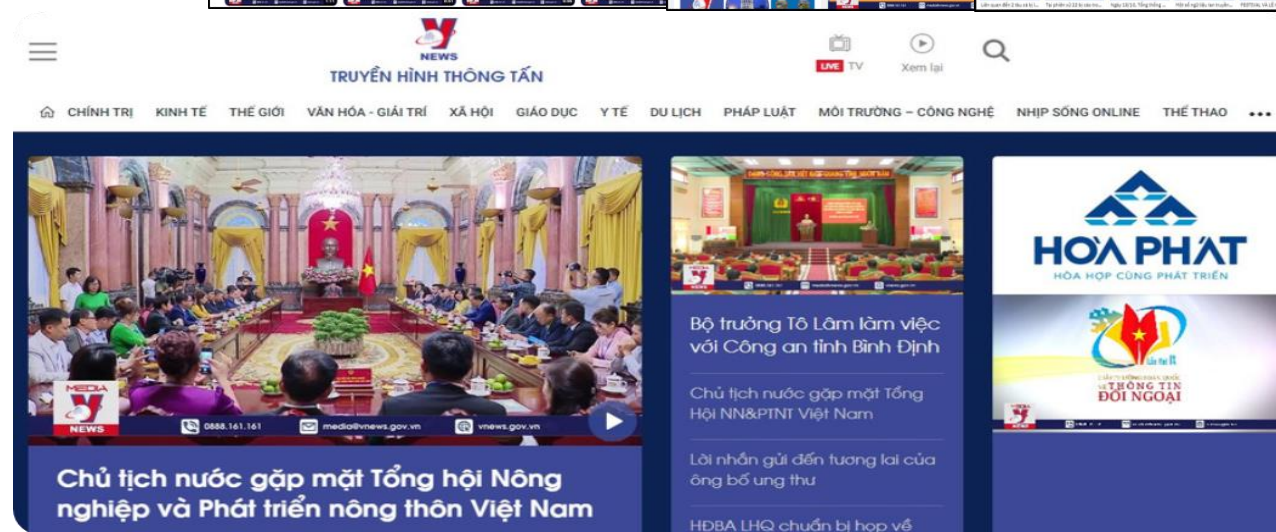 NEWS
TRUYỀN HÌNH THÔNG TẤN
LIVE TV
Xem lại
CHÍNH TRỊ KINH TẾ THẾ GIỚI VĂN HÓA - GIẢI TRÍ XÃ HỘI GIÁO DỤC Y TẾ DU LỊCH PHÁP LUẬT MÔI TRƯỜNG – CÔNG NGHỆ NHỊP SỐNG ONLINE THỂ THAO
MEDIA
NEWS
0888.161.161 media@vnews.gov.vn vnews.gov.vn
Chủ tịch nước gặp mặt Tổng hội Nông
nghiệp và Phát triển nông thôn Việt Nam
Bộ trưởng Tô Lâm làm việc
với Công an tỉnh Bình Định
Chủ tịch nước gặp mặt Tổng
Hội NN&PTNT Việt Nam
Lời nhắn gửi đến tương lai của
ông bố ung thư
HĐBA LHQ chuẩn bị họp về
HÒA PHÁT
HÒA HỢP CÙNG PHÁT TRIỂN
THÔNG TIN
ĐỐI NGOẠI
NEWS